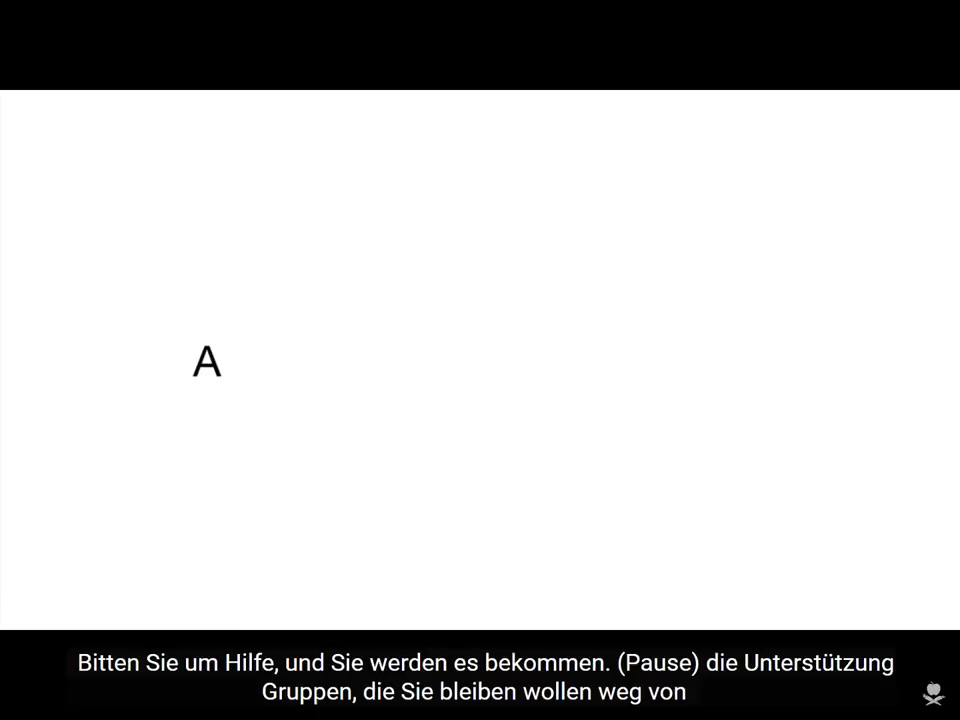 A
Bitten Sie um Hilfe, und Sie werden es bekommen. (Pause) die Unterstützung
Gruppen, die Sie bleiben wollen weg von